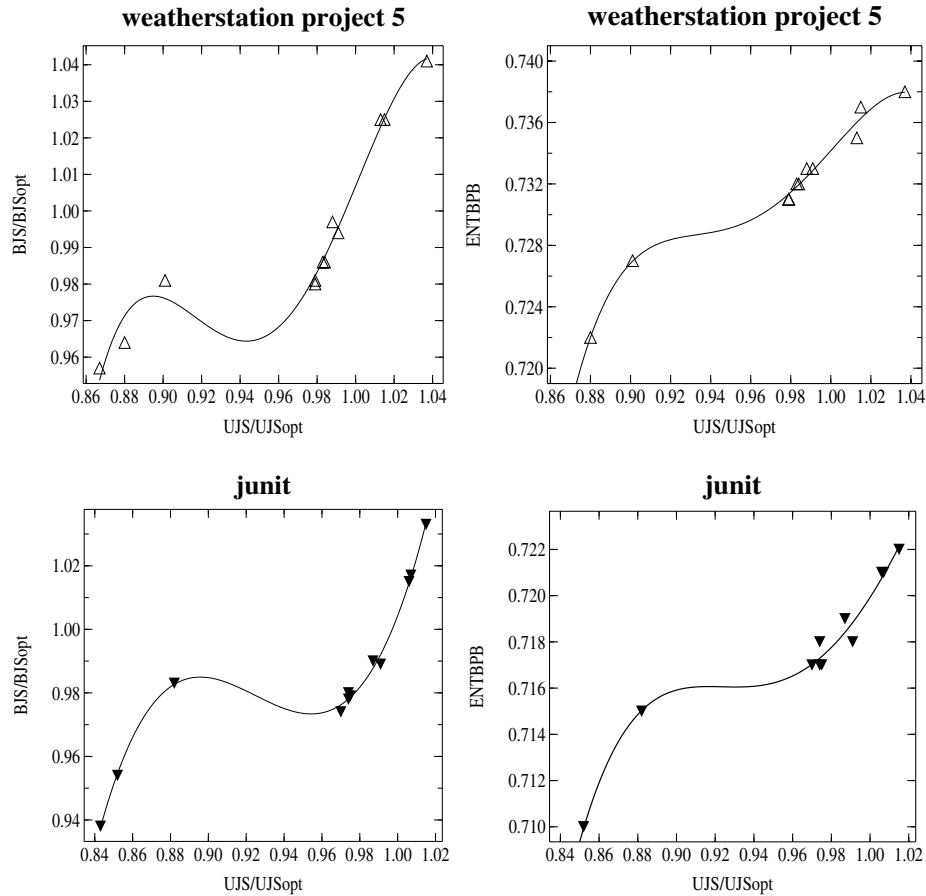 weatherstation project 5
BJS/BJSopt
1.04
1.03
1.02
1.01
1.00
0.99
0.98
0.97
0.96
0.86 0.88 0.90 0.92 0.94 0.96 0.98 1.00 1.02 1.04
UJS/UJSopt
weatherstation project 5
ENTBPB
0.740
0.736
0.732
0.728
0.724
0.720
0.86 0.88 0.90 0.92 0.94 0.96 0.98 1.00 1.02 1.04
UJS/UJSopt
junit
BJS/BJSopt
1.02
1.00
0.98
0.96
0.94
0.84 0.86 0.88 0.90 0.92 0.94 0.96 0.98 1.00 1.02
UJS/UJSopt
junit
ENTBPB
0.722
0.720
0.718
0.716
0.714
0.712
0.710
0.84 0.86 0.88 0.90 0.92 0.94 0.96 0.98 1.00 1.02
UJS/UJSopt